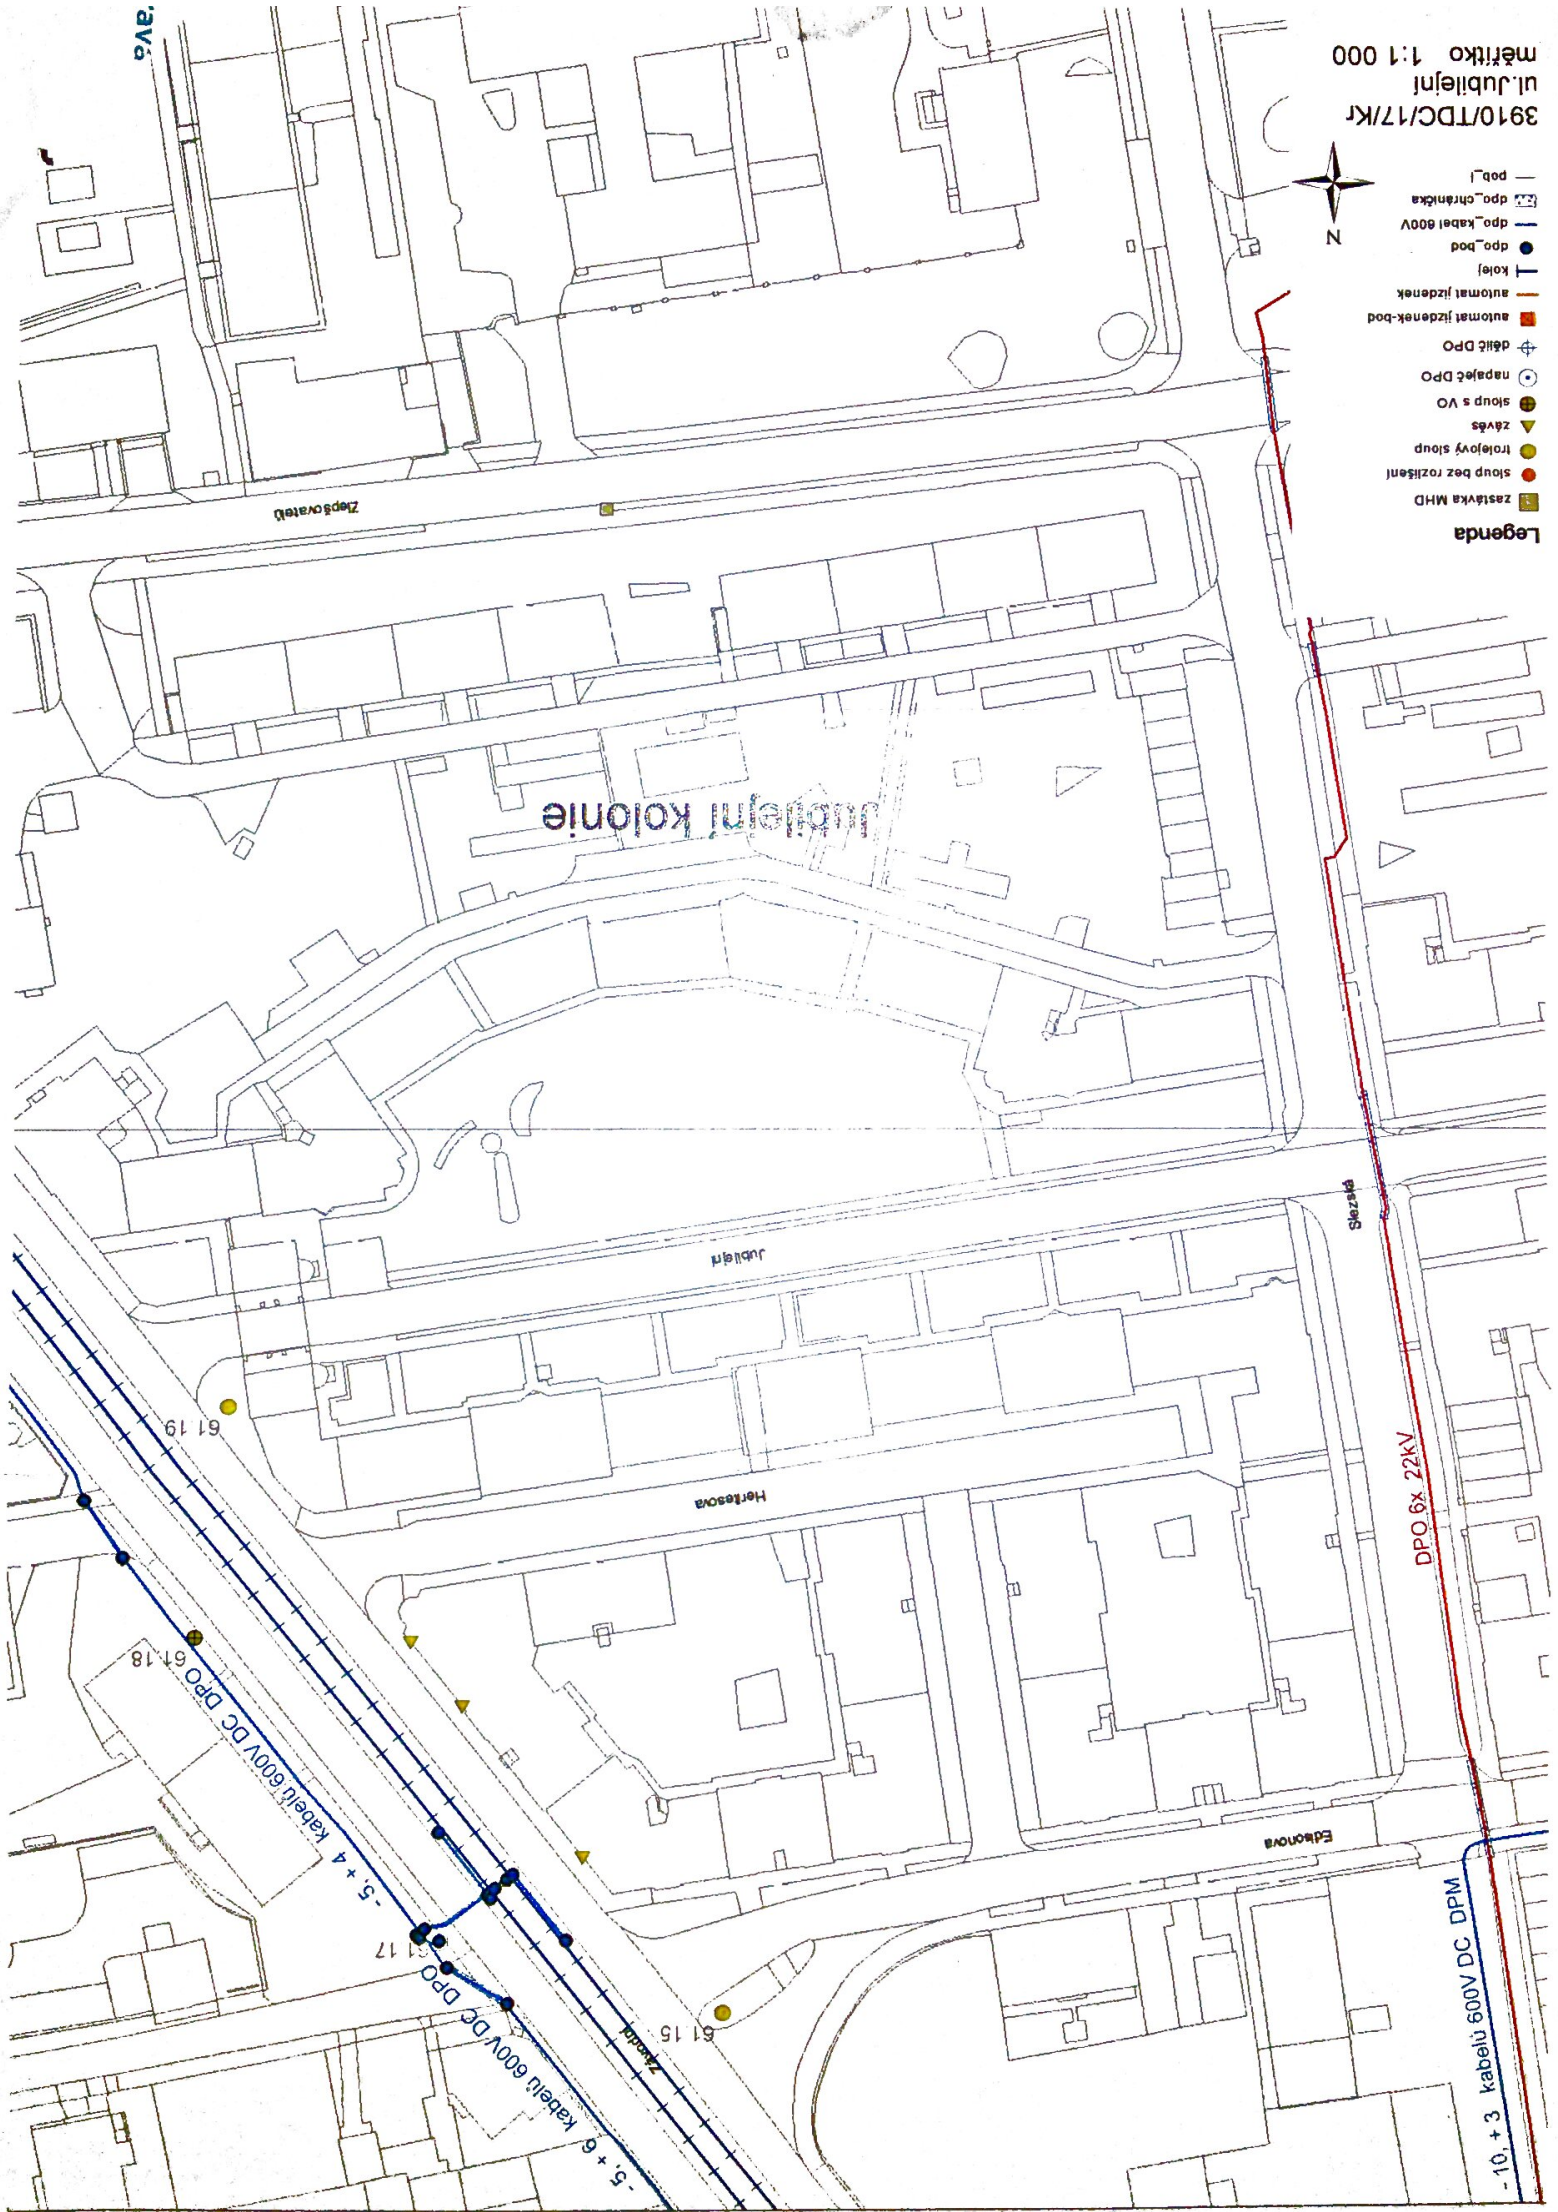 Legenda
zastávka MHD
sloup bez rozlišení
trolejový sloup
závěs
sloup s VO
napaječ DPO
dělič DPO
automat jízdenek-bod
automat jízdenek
kolej
dpo_bod
dpo_kabel 600V
dpo_chránička
pob_l
N
3910/TDC/17/Kr
ul.Jubilejní
měřítko 1:1 000
- 10, + 3 kabelů 600V DC DPM
DPO 6x 22kV
Edisonova
61 15
Závodní
- 5, + 6 kabelů 600V DC DPO
61 17
- 5, + 4 kabelů 600V DC DPO
61 18
61 19
Heritesova
Jubilejní
Slezská
Jubilejní kolonie
Zlepšovatelů
rava